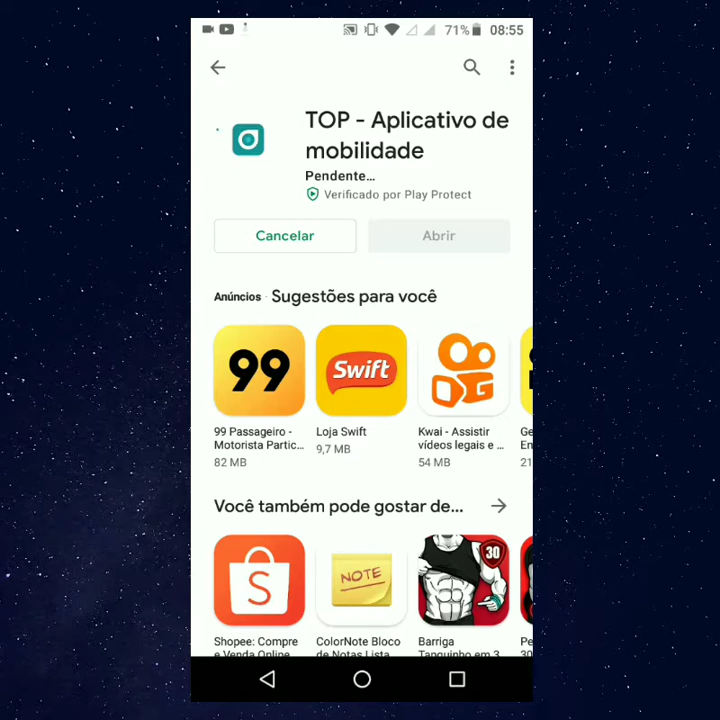 71% 08:55
TOP - Aplicativo de
mobilidade
Pendente...
Verificado por Play Protect
Cancelar Abrir
Anúncios · Sugestões para você
99
Swift
99 Passageiro -
Motorista Partic...
82 MB
Loja Swift
9,7 MB
Kwai - Assistir
vídeos legais e ...
54 MB
Ge
En
21
Você também pode gostar de...
S
NOTE
30
Shopee: Compre
e Venda Online
ColorNote Bloco
de Notas Lista
Barriga
Tanquinho em 3
Pe
30